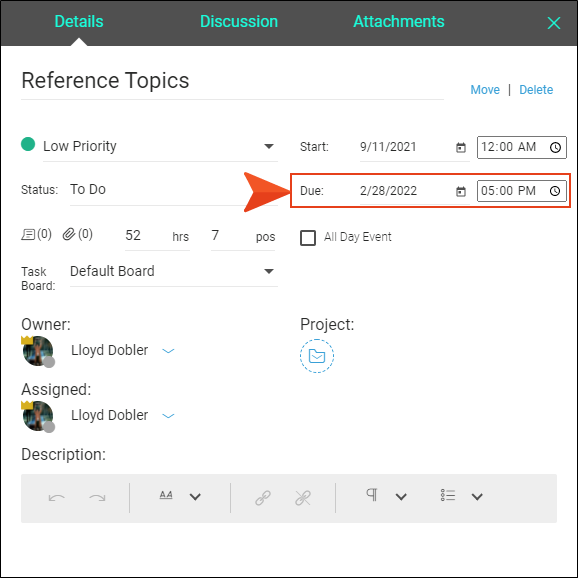 Details Discussion Attachments
Reference Topics
Move | Delete
Low Priority Start: 9/11/2021 12:00 AM
Status: To Do Due: 2/28/2022 05:00 PM
(0) (0) 52 hrs 7 pos All Day Event
Task Board: Default Board
Owner: Project:
Lloyd Dobler
Assigned:
Lloyd Dobler
Description:
AA